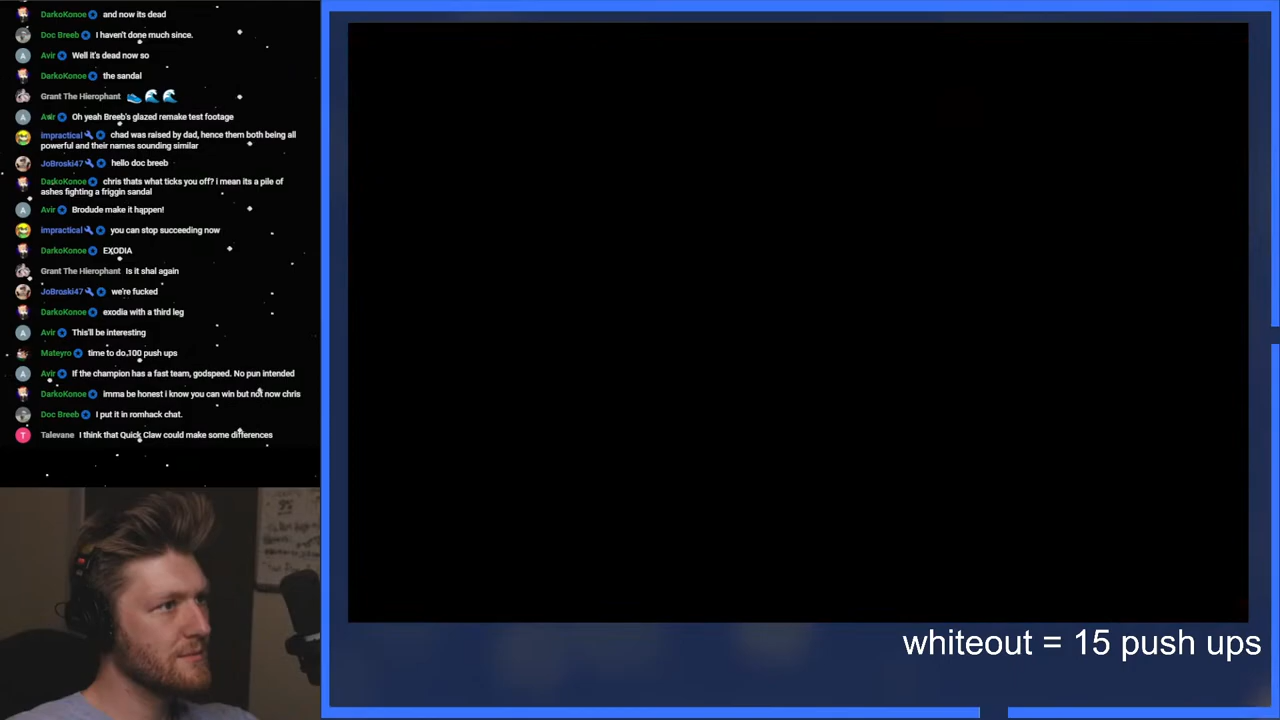 DarkoKonoe and now its dead
Doc Breeb I haven't done much since.
Avir Well it's dead now so
DarkoKonoe the sandal
Grant The Hierophant
Avir Oh yeah Breeb's glazed remake test footage
impractical chad was raised by dad, hence them both being all
powerful and their names sounding similar
JoBroski47 hello doc breeb
DarkoKonoe chris thats what ticks you off? i mean its a pile of
ashes fighting a friggin sandal
Avir Brodude make it happen!
impractical you can stop succeeding now
DarkoKonoe EXODIA
Grant The Hierophant Is it shal again
JoBroski47 we're fucked
DarkoKonoe exodia with a third leg
Avir This'll be interesting
Mateyro time to do 100 push ups
Avir If the champion has a fast team, godspeed. No pun intended
DarkoKonoe imma be honest i know you can win but not now chris
Doc Breeb I put it in romhack chat.
Talevane I think that Quick Claw could make some differences
whiteout = 15 push ups